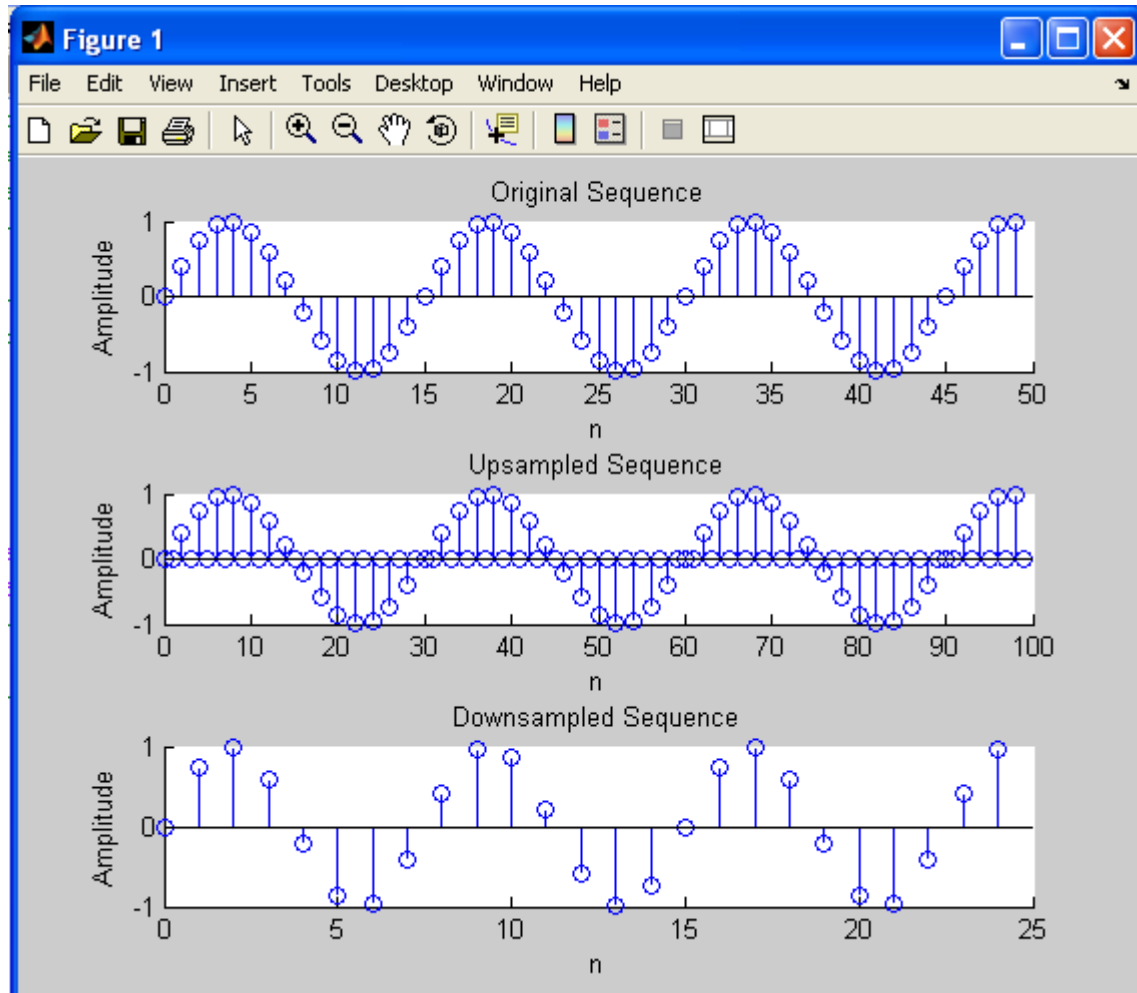 Figure 1
File Edit View Insert Tools Desktop Window Help
Original Sequence
Amplitude
1
0
-1
0 5 10 15 20 25 30 35 40 45 50
n
Upsampled Sequence
Amplitude
1
0
-1
0 10 20 30 40 50 60 70 80 90 100
n
Downsampled Sequence
Amplitude
1
0
-1
0 5 10 15 20 25
n